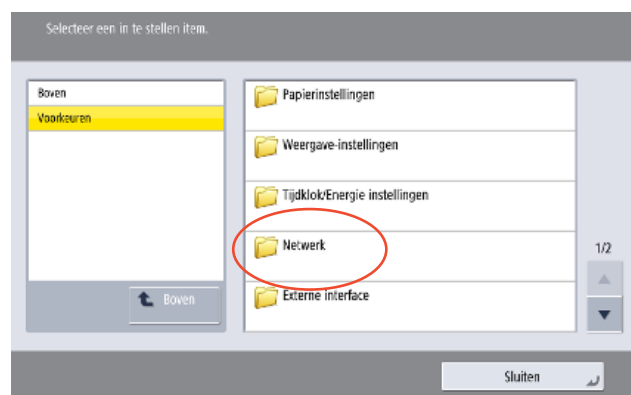 Selecteer een in te stellen item.
Boven
Voorkeuren
Papierinstellingen
Weergave-instellingen
Tijdklok/Energie instellingen
Netwerk
Externe interface
1/2
Boven
Sluiten